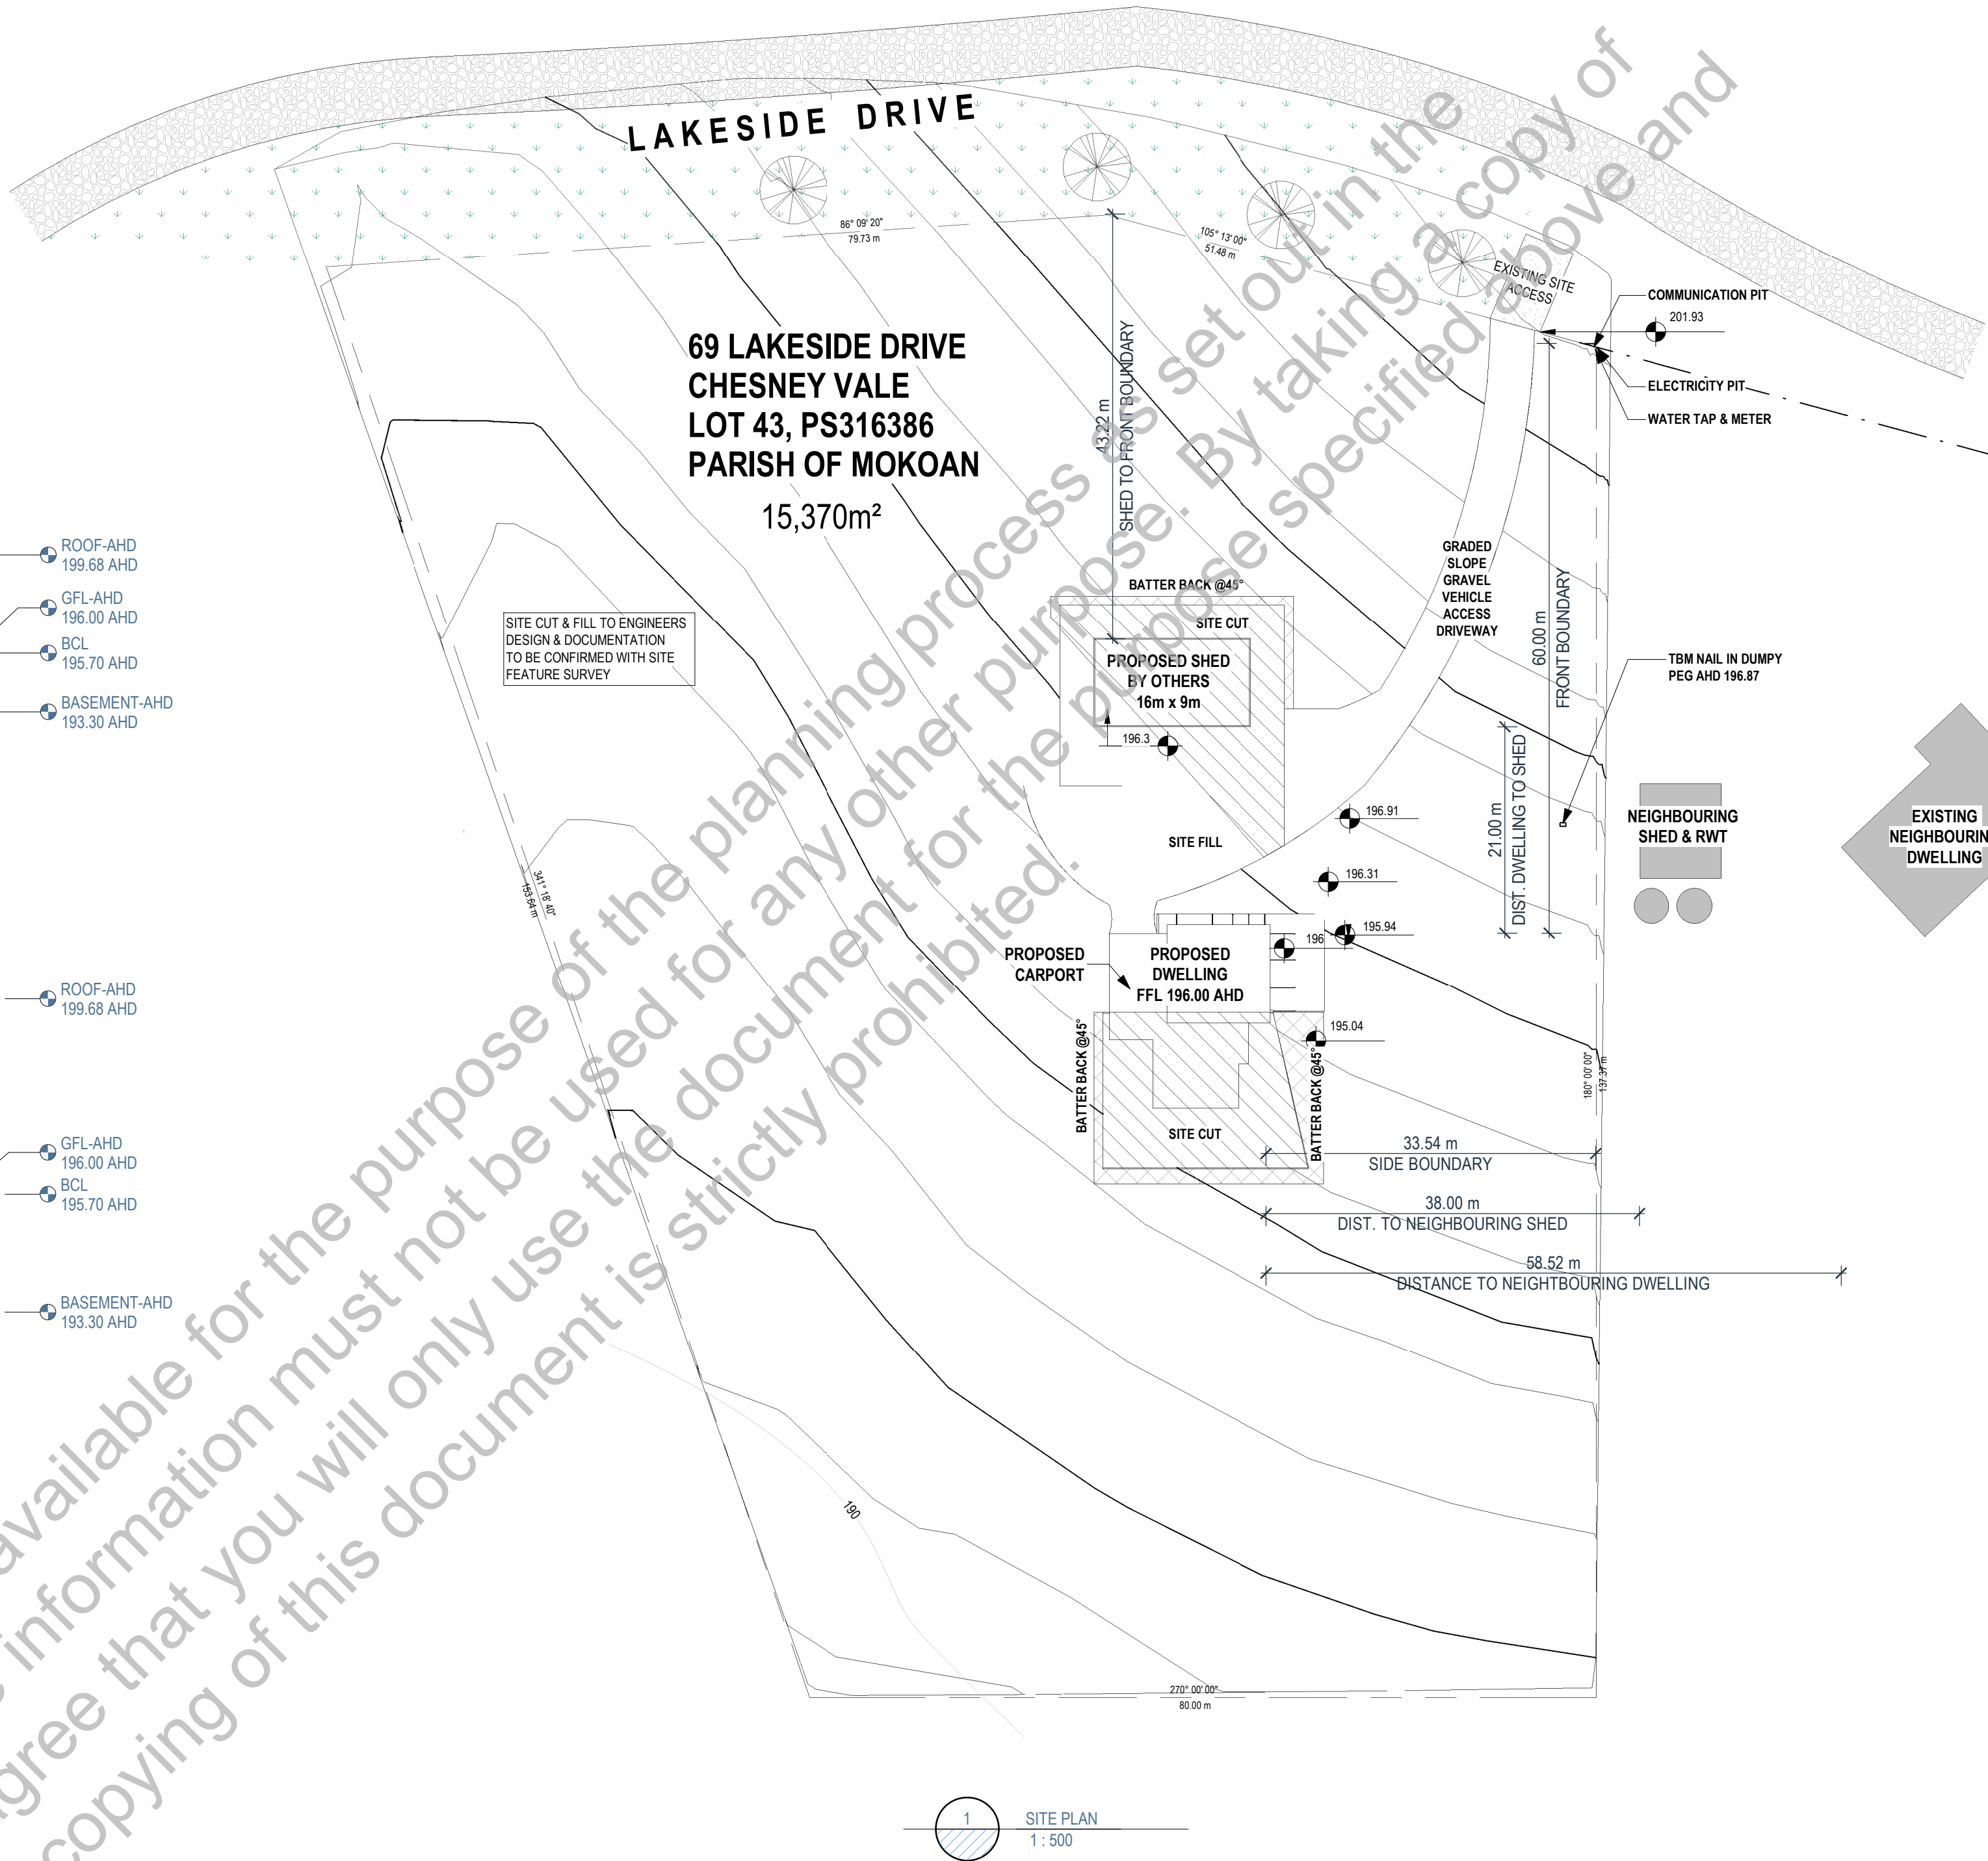 LAKESIDE DRIVE
86° 09' 20"
79.73 m
105° 13' 00"
51.48 m
EXISTING SITE
ACCESS
COMMUNICATION PIT
201.93
ELECTRICITY PIT
WATER TAP & METER
69 LAKESIDE DRIVE
CHESNEY VALE
LOT 43, PS316386
PARISH OF MOKOAN
15,370m²
43.22 m
SHED TO FRONT BOUNDARY
ROOF-AHD
199.68 AHD
GFL-AHD
196.00 AHD
BCL
195.70 AHD
BASEMENT-AHD
193.30 AHD
SITE CUT & FILL TO ENGINEERS
DESIGN & DOCUMENTATION
TO BE CONFIRMED WITH SITE
FEATURE SURVEY
BATTER BACK @45°
SITE CUT
PROPOSED SHED
BY OTHERS
16m x 9m
196.3
GRADED
SLOPE
GRAVEL
VEHICLE
ACCESS
DRIVEWAY
60.00 m
FRONT BOUNDARY
TBM NAIL IN DUMPY
PEG AHD 196.87
21.00 m
DIST. DWELLING TO SHED
NEIGHBOURING
SHED & RWT
EXISTING
NEIGHBOURIN
DWELLING
SITE FILL
196.91
196.31
195.94
196
341° 18' 40"
153.64 m
PROPOSED
CARPORT
PROPOSED
DWELLING
FFL 196.00 AHD
195.04
BATTER BACK @45°
BATTER BACK @45°
SITE CUT
180° 00' 00"
137.37 m
33.54 m
SIDE BOUNDARY
38.00 m
DIST. TO NEIGHBOURING SHED
58.52 m
DISTANCE TO NEIGHTBOURING DWELLING
ROOF-AHD
199.68 AHD
GFL-AHD
196.00 AHD
BCL
195.70 AHD
BASEMENT-AHD
193.30 AHD
190
270° 00' 00"
80.00 m
1
SITE PLAN
1 : 500
available for the purpose of the planning process as set out in the
information must not be used for any other purpose. By taking a copy of
agree that you will only use the document for the purpose specified above and
copying of this document is strictly prohibited.